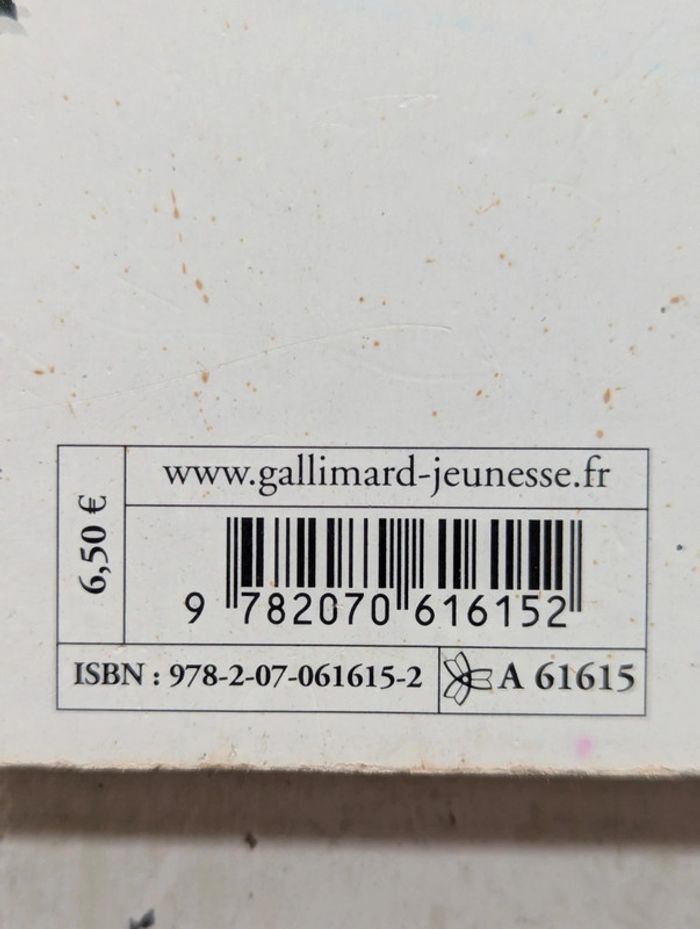 www.gallimard-jeunesse.fr
6,50 €
9 782070 616152
ISBN : 978-2-07-061615-2
A 61615